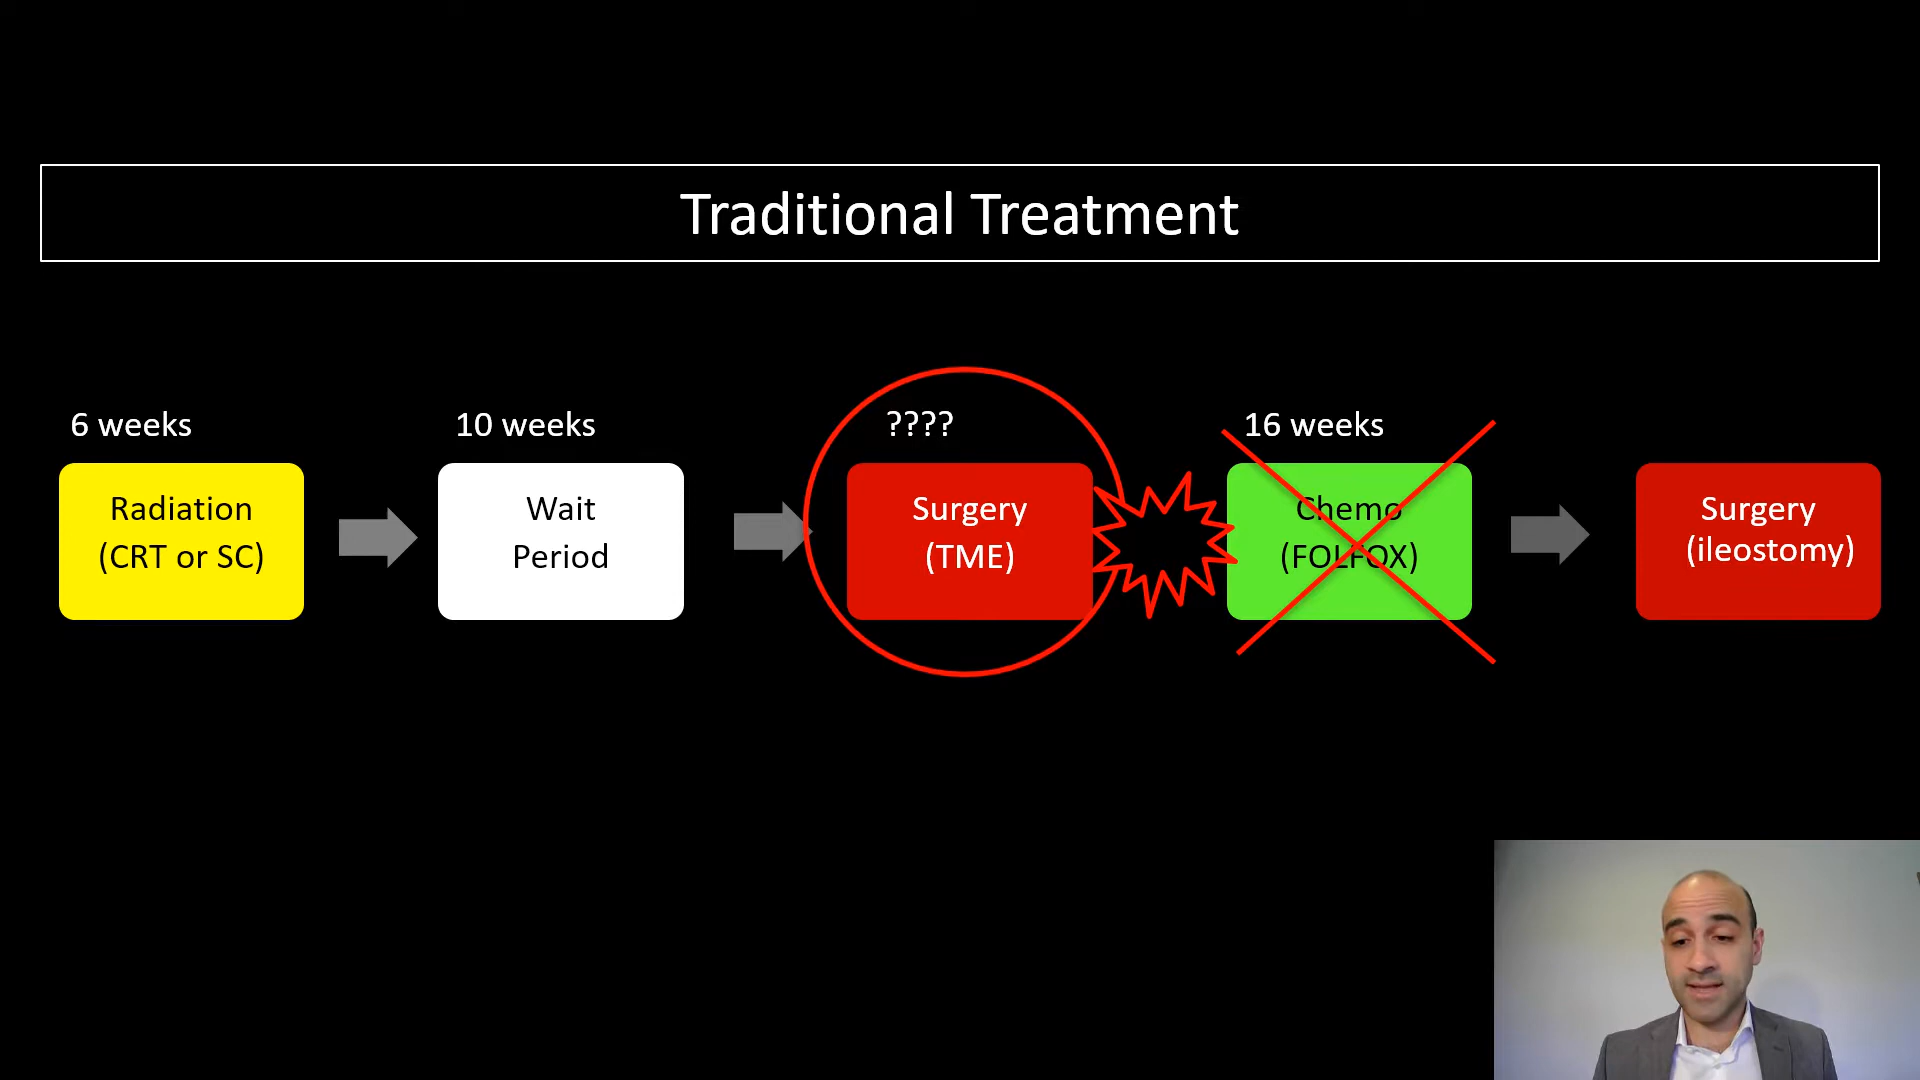 Traditional Treatment
6 weeks
10 weeks
????
16 weeks
Radiation
(CRT or SC)
Wait
Period
Surgery
(TME)
Chemo
(FOLFOX)
Surgery
(ileostomy)